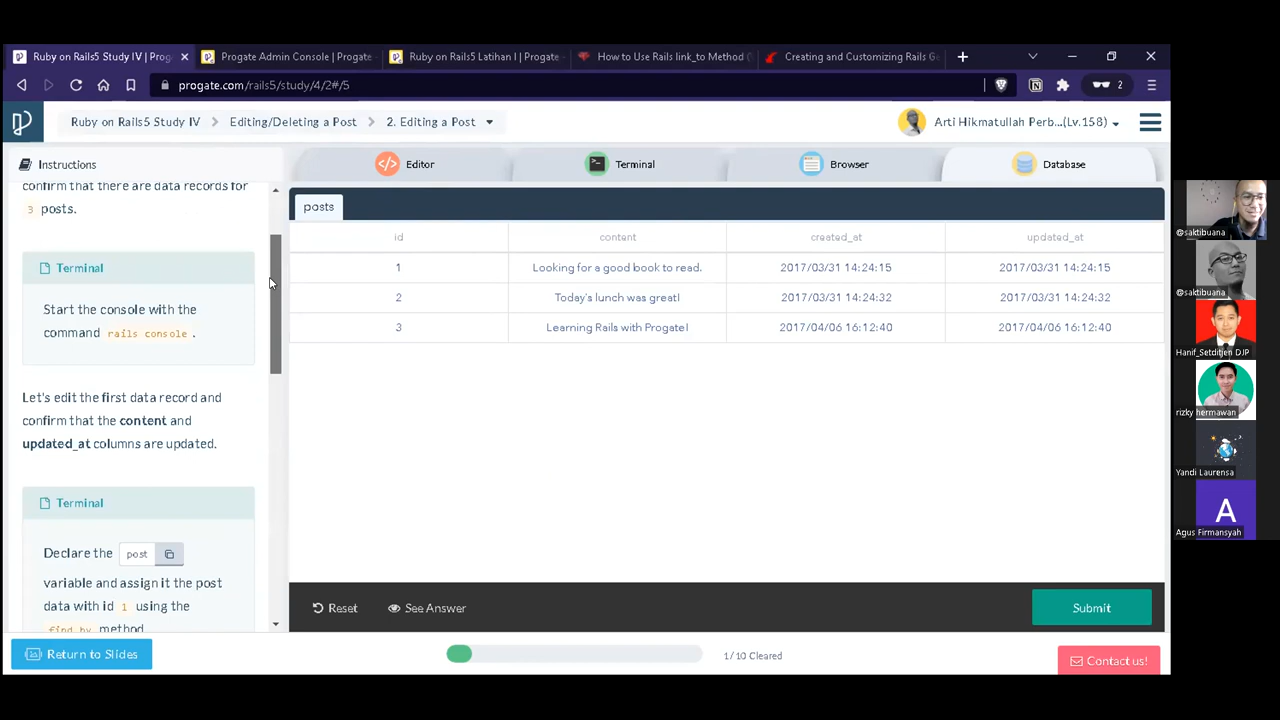 Ruby on Rails5 Study IV | Prog
Progate Admin Console | Progate
Ruby on Rails5 Latihan I | Progate
How to Use Rails link_to Method (
Creating and Customizing Rails Ge
progate.com/rails5/study/4/2#/5
2
Ruby on Rails5 Study IV
Editing/Deleting a Post
2. Editing a Post
Arti Hikmatullah Perb...(Lv.158)
Instructions
Editor
Terminal
Browser
Database
confirm that there are data records for
3 posts.
Terminal
Start the console with the
command rails console .
Let's edit the first data record and
confirm that the content and
updated_at columns are updated.
Terminal
Declare the post
variable and assign it the post
data with id 1 using the
find_by method
posts
id content created_at updated_at
1 Looking for a good book to read. 2017/03/31 14:24:15 2017/03/31 14:24:15
2 Today's lunch was great! 2017/03/31 14:24:32 2017/03/31 14:24:32
3 Learning Rails with Progate! 2017/04/06 16:12:40 2017/04/06 16:12:40
Reset
See Answer
Submit
Return to Slides
1/10 Cleared
Contact us!
@saktibuana
@saktibuana
Hanif_Setditjen DJP
rizky hermawan
Yandi Laurensa
A
Agus Firmansyah